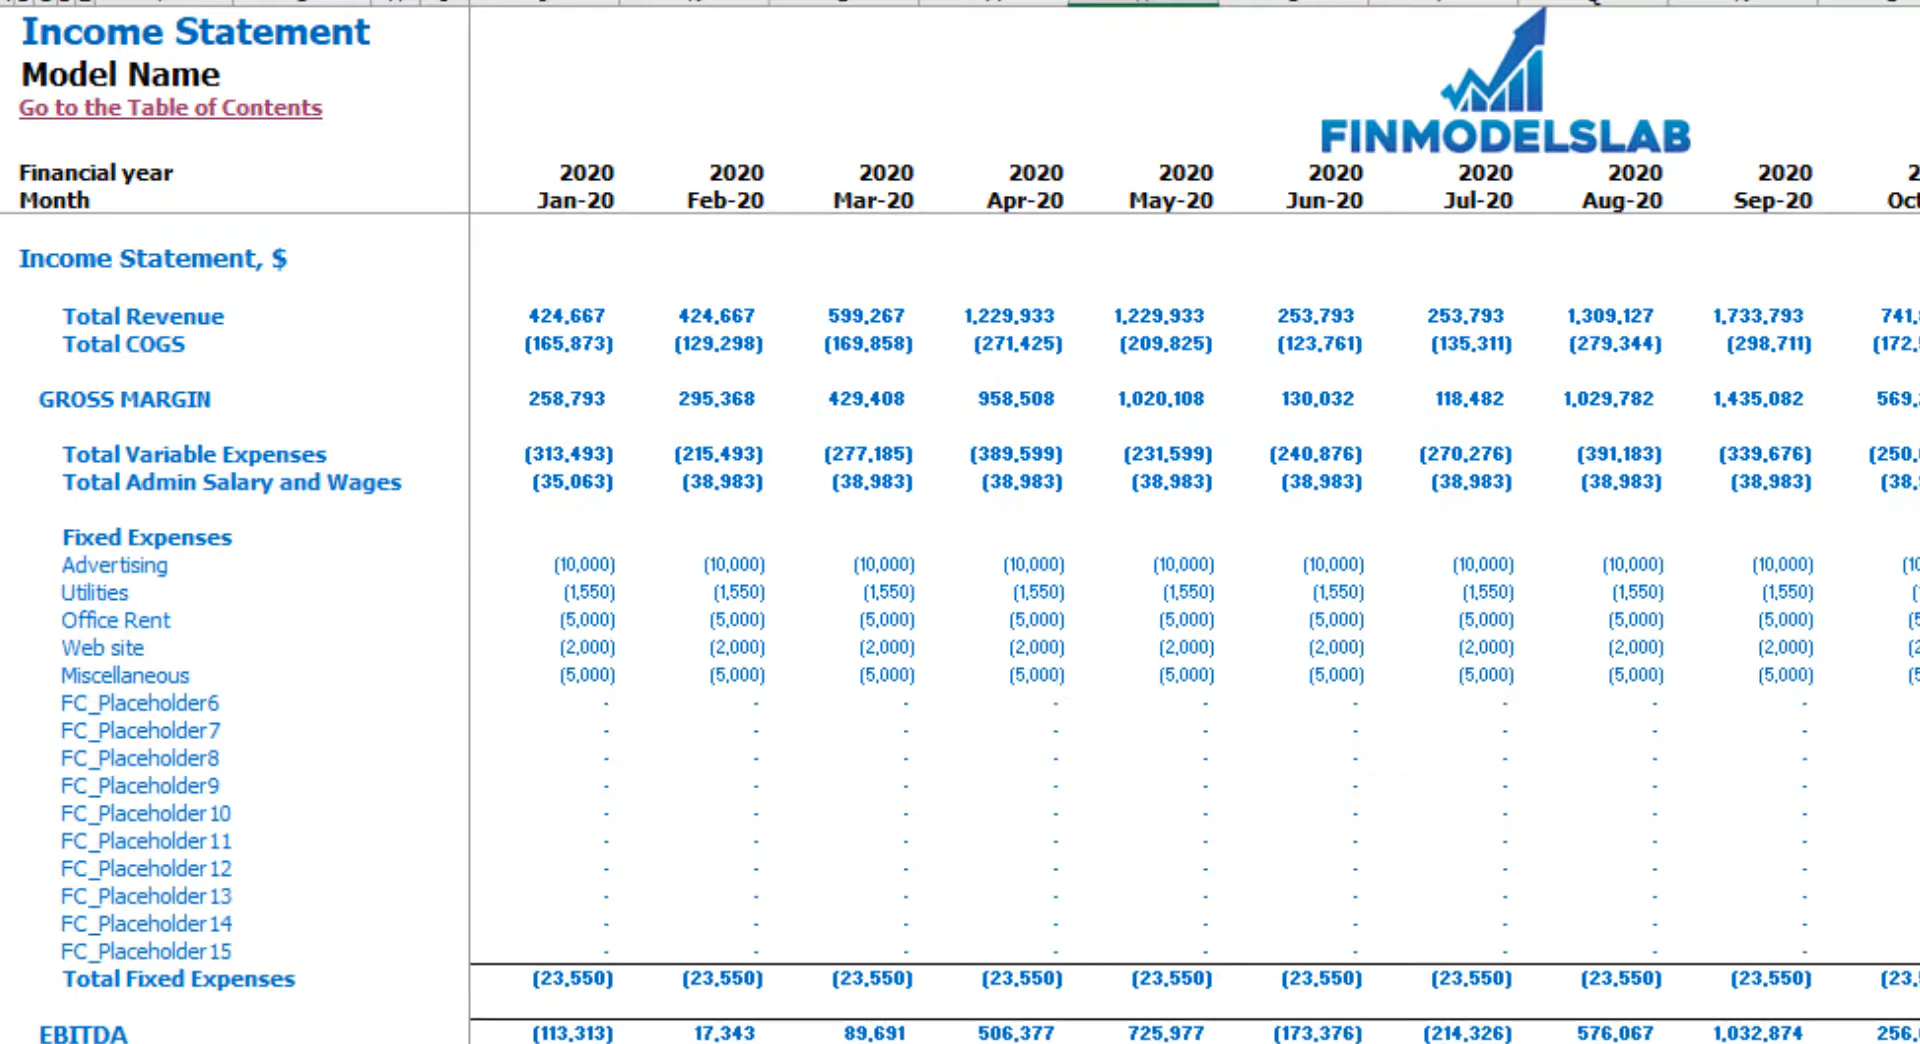 Income Statement
Model Name
Go to the Table of Contents
FINMODELSLAB
Financial year 2020 2020 2020 2020 2020 2020 2020 2020 2020
Month Jan-20 Feb-20 Mar-20 Apr-20 May-20 Jun-20 Jul-20 Aug-20 Sep-20 Oct
Income Statement, $
Total Revenue 424,667 424,667 599,267 1,229,933 1,229,933 253,793 253,793 1,309,127 1,733,793 741,
Total COGS (165,873) (129,298) (169,858) (271,425) (209,825) (123,761) (135,311) (279,344) (298,711) (172,
GROSS MARGIN 258,793 295,368 429,408 958,508 1,020,108 130,032 118,482 1,029,782 1,435,082 569,
Total Variable Expenses (313,493) (215,493) (277,185) (389,599) (231,599) (240,876) (270,276) (391,183) (339,676) (250,
Total Admin Salary and Wages (35,063) (38,983) (38,983) (38,983) (38,983) (38,983) (38,983) (38,983) (38,983) (38,
Fixed Expenses
Advertising (10,000) (10,000) (10,000) (10,000) (10,000) (10,000) (10,000) (10,000) (10,000) (10
Utilities (1,550) (1,550) (1,550) (1,550) (1,550) (1,550) (1,550) (1,550) (1,550)
Office Rent (5,000) (5,000) (5,000) (5,000) (5,000) (5,000) (5,000) (5,000) (5,000) (5
Web site (2,000) (2,000) (2,000) (2,000) (2,000) (2,000) (2,000) (2,000) (2,000) (2
Miscellaneous (5,000) (5,000) (5,000) (5,000) (5,000) (5,000) (5,000) (5,000) (5,000) (5
FC_Placeholder6 - - - - - - - - -
FC_Placeholder7 - - - - - - - - -
FC_Placeholder8 - - - - - - - - -
FC_Placeholder9 - - - - - - - - -
FC_Placeholder10 - - - - - - - - -
FC_Placeholder11 - - - - - - - - -
FC_Placeholder12 - - - - - - - - -
FC_Placeholder13 - - - - - - - - -
FC_Placeholder14 - - - - - - - - -
FC_Placeholder15 - - - - - - - - -
Total Fixed Expenses (23,550) (23,550) (23,550) (23,550) (23,550) (23,550) (23,550) (23,550) (23,550) (23,
EBITDA (113,313) 17,343 89,691 506,377 725,977 (173,376) (214,326) 576,067 1,032,874 256,